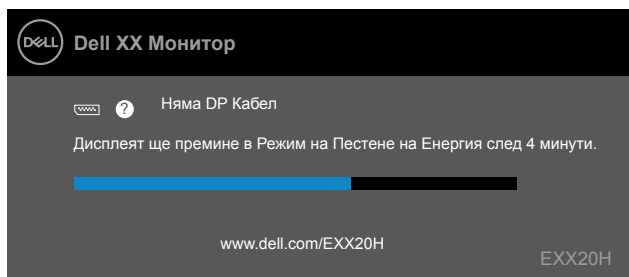 DELL Dell XX Монитор
? Няма DP Кабел
Дисплеят ще премине в Режим на Пестене на Енергия след 4 минути.
www.dell.com/EXX20H
EXX20H